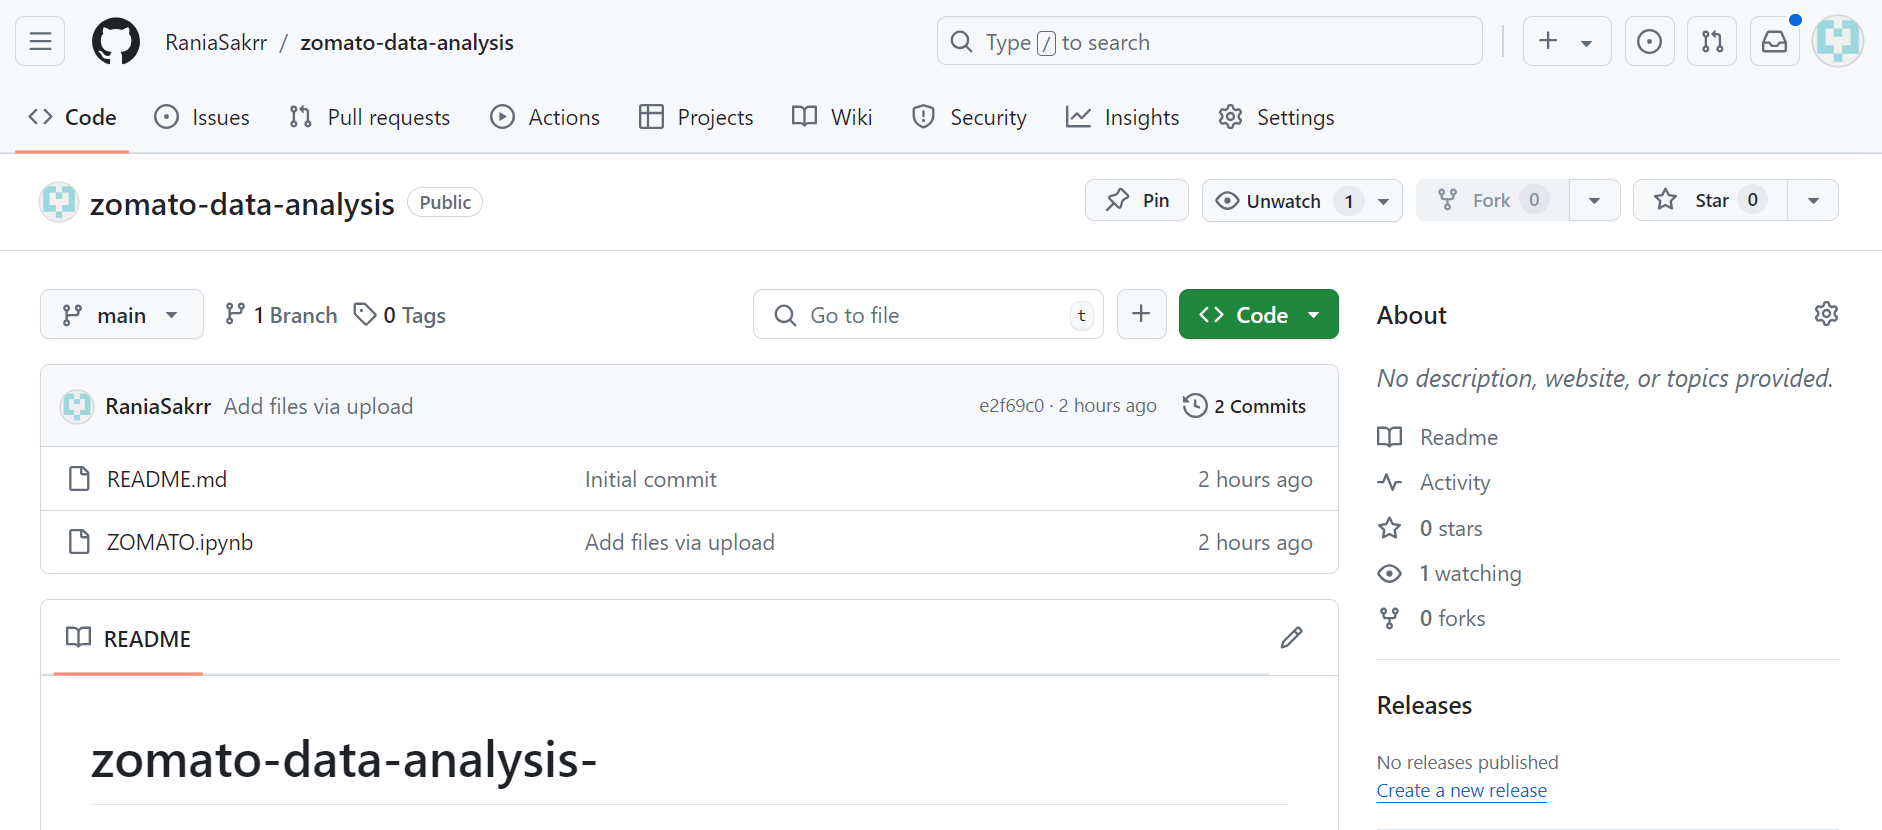 RaniaSakrr / zomato-data-analysis
Type / to search
Code Issues Pull requests Actions Projects Wiki Security Insights Settings
zomato-data-analysis Public
Pin Unwatch 1 Fork 0 Star 0
main 1 Branch 0 Tags
Go to file t
Code
RaniaSakrr Add files via upload e2f69c0 · 2 hours ago 2 Commits
README.md Initial commit 2 hours ago
ZOMATO.ipynb Add files via upload 2 hours ago
README
zomato-data-analysis-
About
No description, website, or topics provided.
Readme
Activity
0 stars
1 watching
0 forks
Releases
No releases published
Create a new release